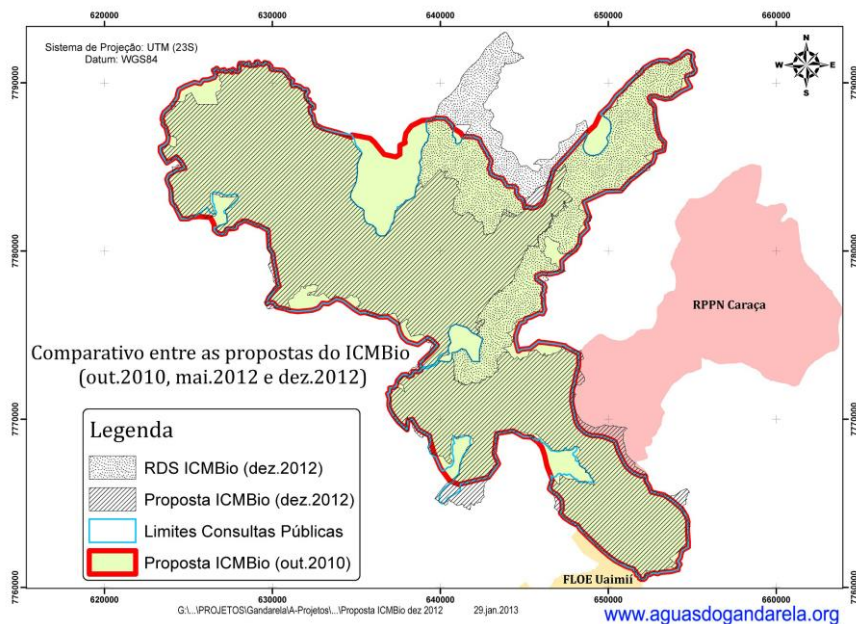 620000 630000 640000 650000 660000
Sistema de Projeção: UTM (23S)
Datum: WGS84
N
W E
S
7790000 7790000
7780000 7780000
RPPN Caraça
Comparativo entre as propostas do ICMBio
(out.2010, mai.2012 e dez.2012)
7770000 7770000
Legenda
RDS ICMBio (dez.2012)
Proposta ICMBio (dez.2012)
Limites Consultas Públicas
Proposta ICMBio (out.2010)
FLOE Uaimií
7760000 7760000
620000 630000 640000 650000 660000
G:\...\PROJETOS\Gandarela\A-Projetos\...\Proposta ICMBio dez 2012 29.jan.2013
www.aguasdogandarela.org